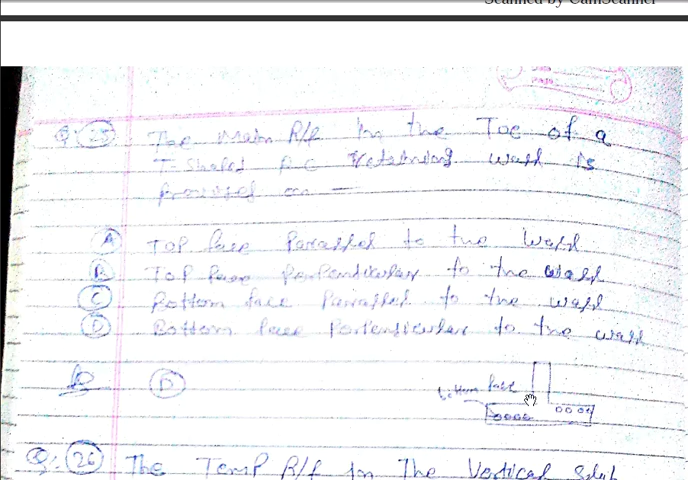 Scanned by CamScanner
Q: 25 The Main R/f in the Toe of a
T-shaped R.C retaining wall is
provided on —
A Top face Parallel to the wall
B Top face perpendicular to the wall
C Bottom face Parallel to the wall
D Bottom face Perpendicular to the wall
D
bottom face
Q: 26 The Temp R/f in The Vertical Slab